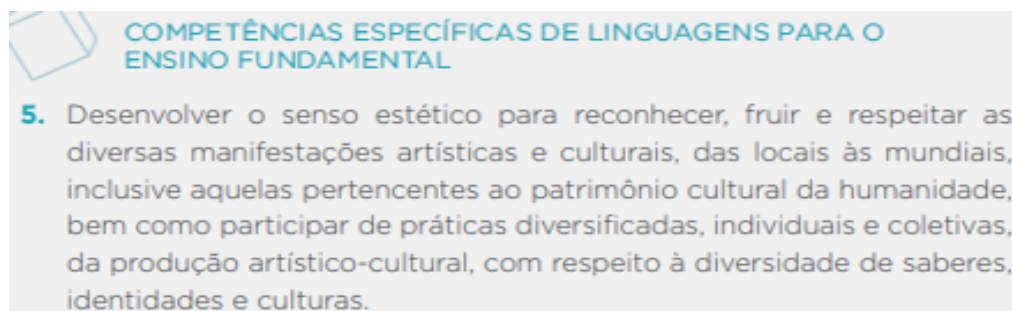 COMPETÊNCIAS ESPECÍFICAS DE LINGUAGENS PARA O
ENSINO FUNDAMENTAL
5. Desenvolver o senso estético para reconhecer, fruir e respeitar as
diversas manifestações artísticas e culturais, das locais às mundiais,
inclusive aquelas pertencentes ao patrimônio cultural da humanidade,
bem como participar de práticas diversificadas, individuais e coletivas,
da produção artístico-cultural, com respeito à diversidade de saberes,
identidades e culturas.